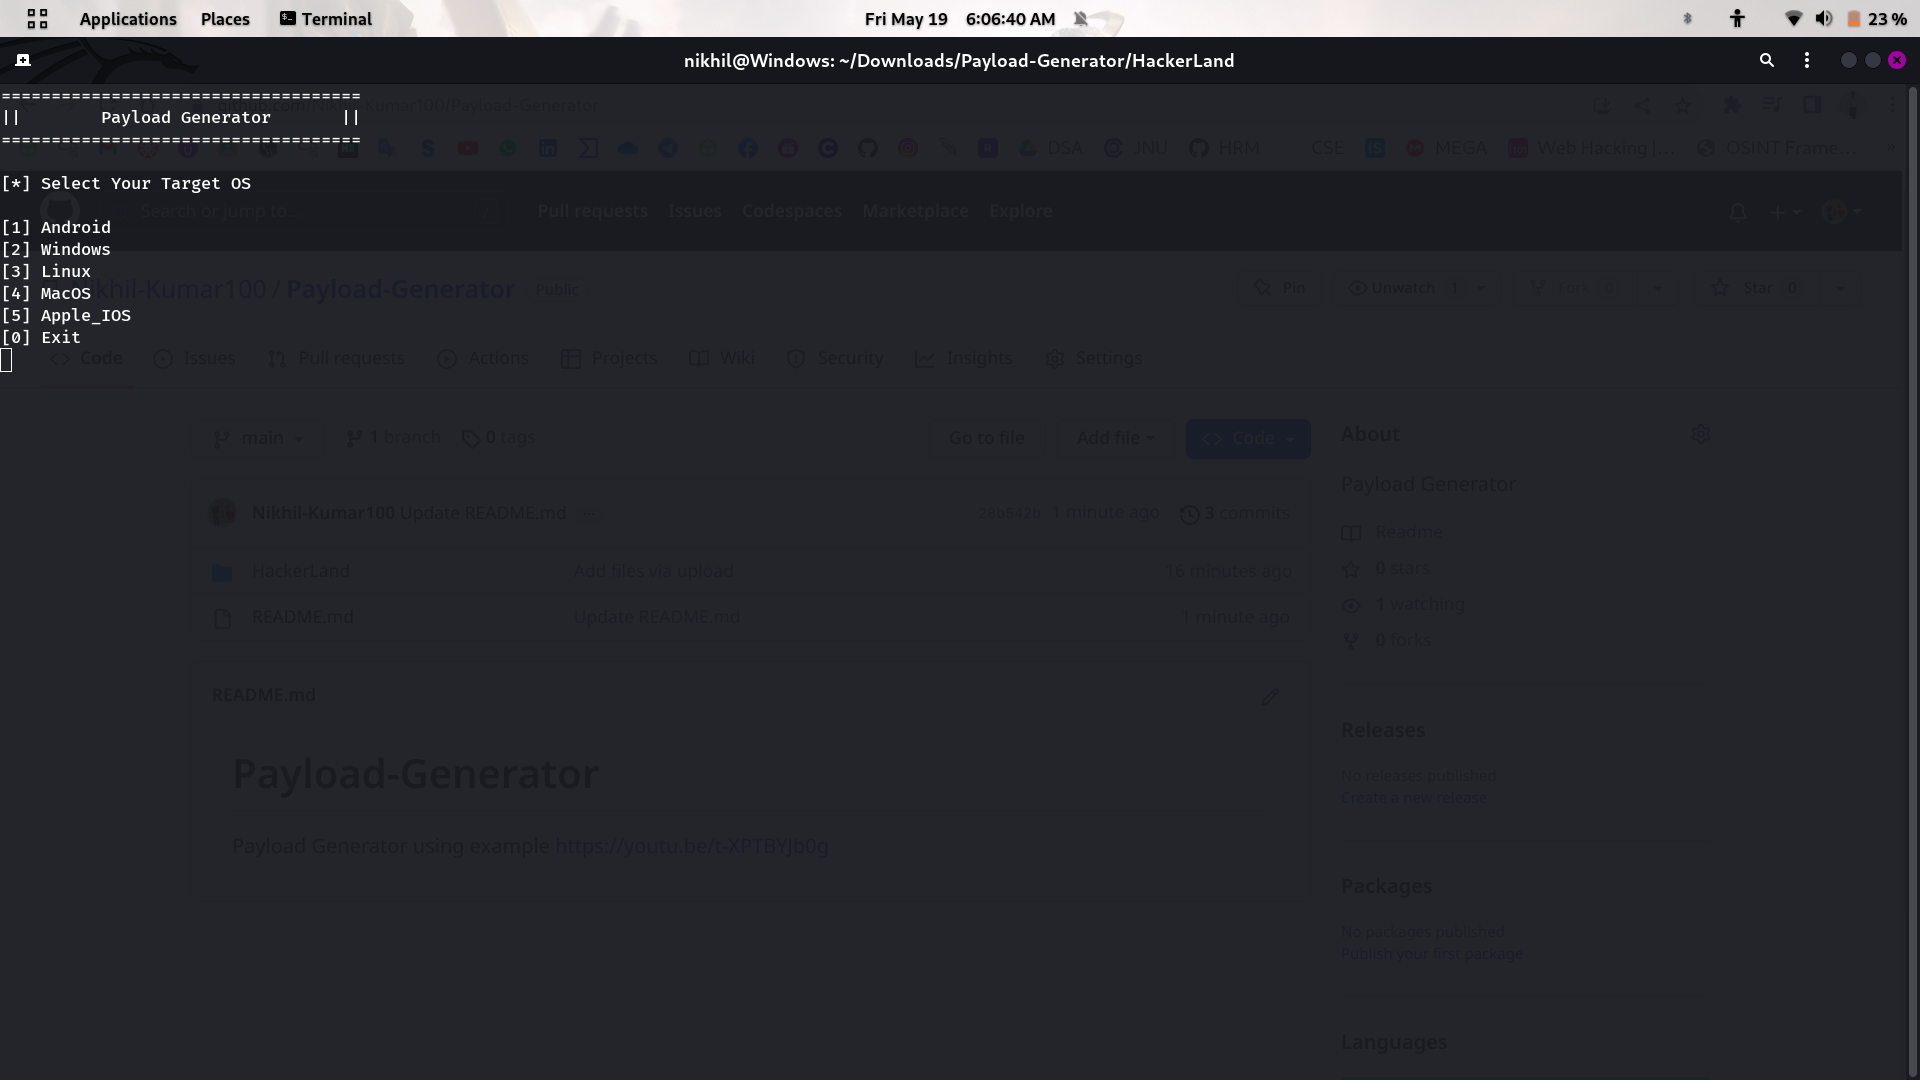 Applications Places Terminal Fri May 19 6:06:40 AM 23 %
nikhil@Windows: ~/Downloads/Payload-Generator/HackerLand
====================================
github.com/Nikhil-Kumar100/Payload-Generator
|| Payload Generator ||
====================================
DSA JNU HRM CSE MEGA Web Hacking |... OSINT Frame...
[*] Select Your Target OS
Search or jump to... / Pull requests Issues Codespaces Marketplace Explore
[1] Android
[2] Windows
[3] Linux
[4] MacOS
[5] Apple_IOS
[0] Exit
Nikhil-Kumar100 / Payload-Generator Public Pin Unwatch 1 Fork 0 Star 0
Code Issues Pull requests Actions Projects Wiki Security Insights Settings
main 1 branch 0 tags Go to file Add file Code
Nikhil-Kumar100 Update README.md 1 minute ago 3 commits
HackerLand Add files via upload 16 minutes ago
README.md Update README.md 1 minute ago
README.md
Payload-Generator
Payload Generator using example https://youtu.be/t-XPTBYJb0g
About
Payload Generator
Readme
0 stars
1 watching
0 forks
Releases
No releases published
Create a new release
Packages
No packages published
Publish your first package
Languages